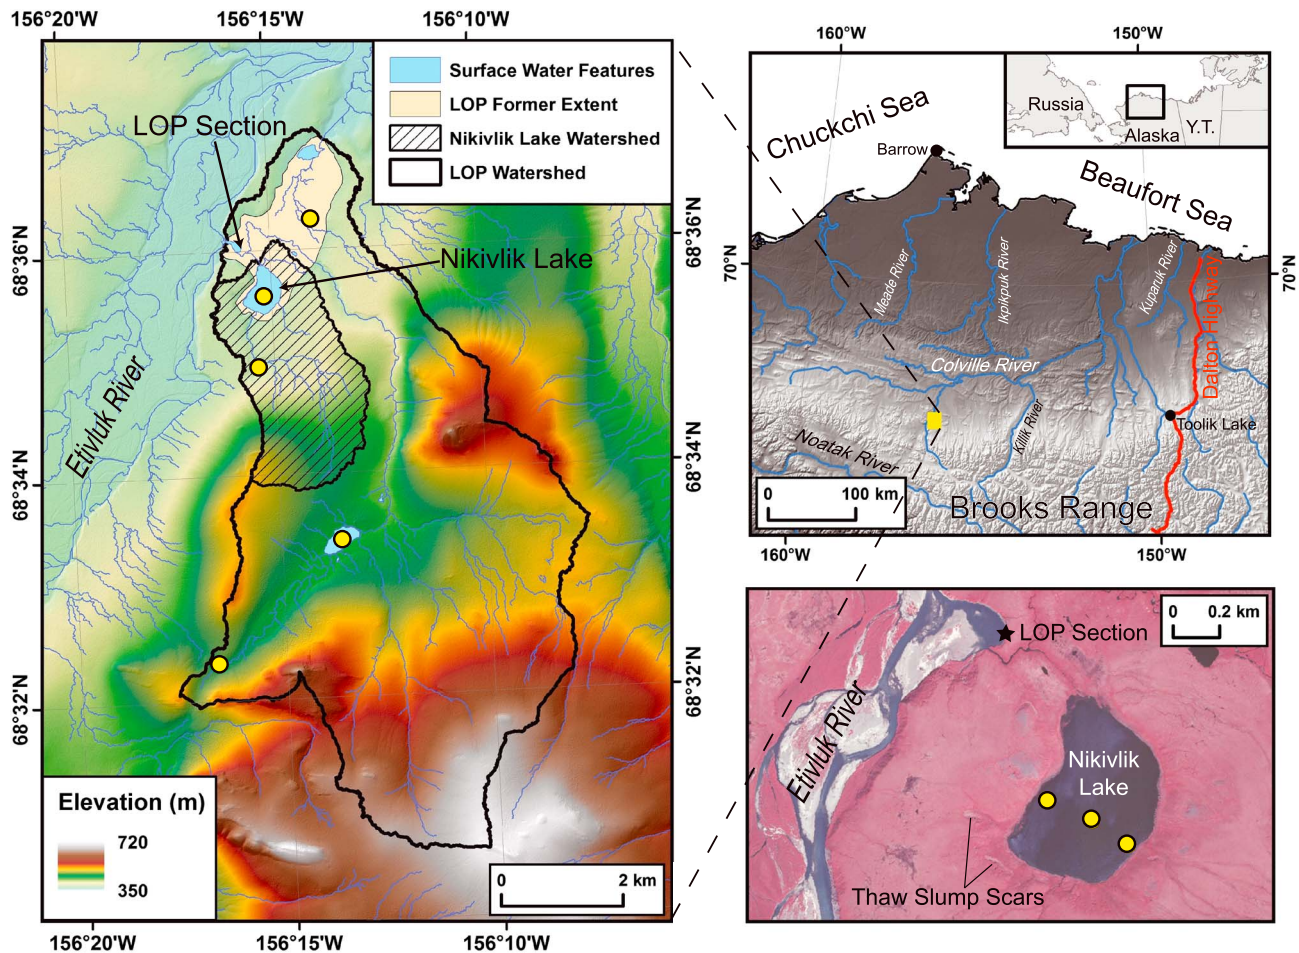 156°20'W
156°15'W
156°10'W
Surface Water Features
LOP Former Extent
Nikivlik Lake Watershed
LOP Watershed
LOP Section
Nikivlik Lake
Etivluk River
68°36'N
68°34'N
68°32'N
68°36'N
68°34'N
68°32'N
Elevation (m)
720
350
0
2 km
156°20'W
156°15'W
156°10'W
160°W
150°W
Chuckchi Sea
Barrow
Beaufort Sea
Russia
Alaska
Y.T.
70°N
70°N
Meade River
Ikpikpuk River
Kuparuk River
Dalton Highway
Colville River
Killik River
Toolik Lake
Noatak River
Brooks Range
0
100 km
160°W
150°W
0
0.2 km
LOP Section
Etivluk River
Nikivlik
Lake
Thaw Slump Scars